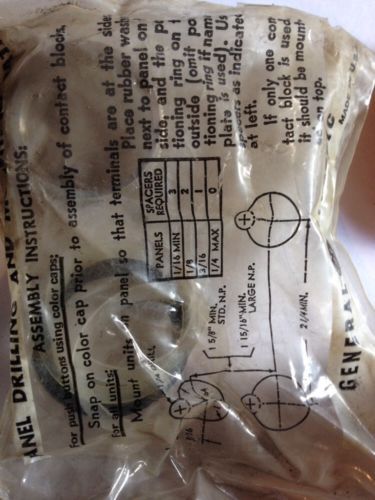 ANEL DRILLING AND
ASSEMBLY INSTRUCTIONS:
For push buttons using color caps:
Snap on color cap prior to assembly of contact block.
for all units:
Mount units on panel so that terminals are at the side.
Place rubber was
next to panel on
side, and the
tioning ring on
outside (omit po
tioning ring if nam
plate is used). Us
spacers as indicate
at left.
If only one con
tact block is used
it should be mount
on top.
PANELS SPACERS REQUIRED
1/16 MIN 3
1/8 2
3/16 1
1/4 MAX 0
1 5/8" MIN.
STD. N.P.
1 15/16" MIN.
LARGE N.P.
2 1/4 MIN.
GENERAL